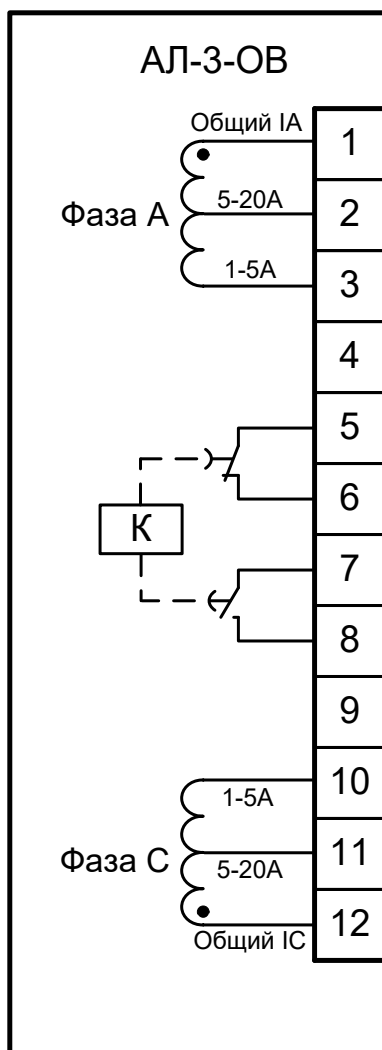 АЛ-3-ОВ
Общий IA
1
Фаза А
5-20А
2
1-5А
3
4
5
6
К
7
8
9
10
1-5А
11
Фаза С
5-20А
12
Общий IC